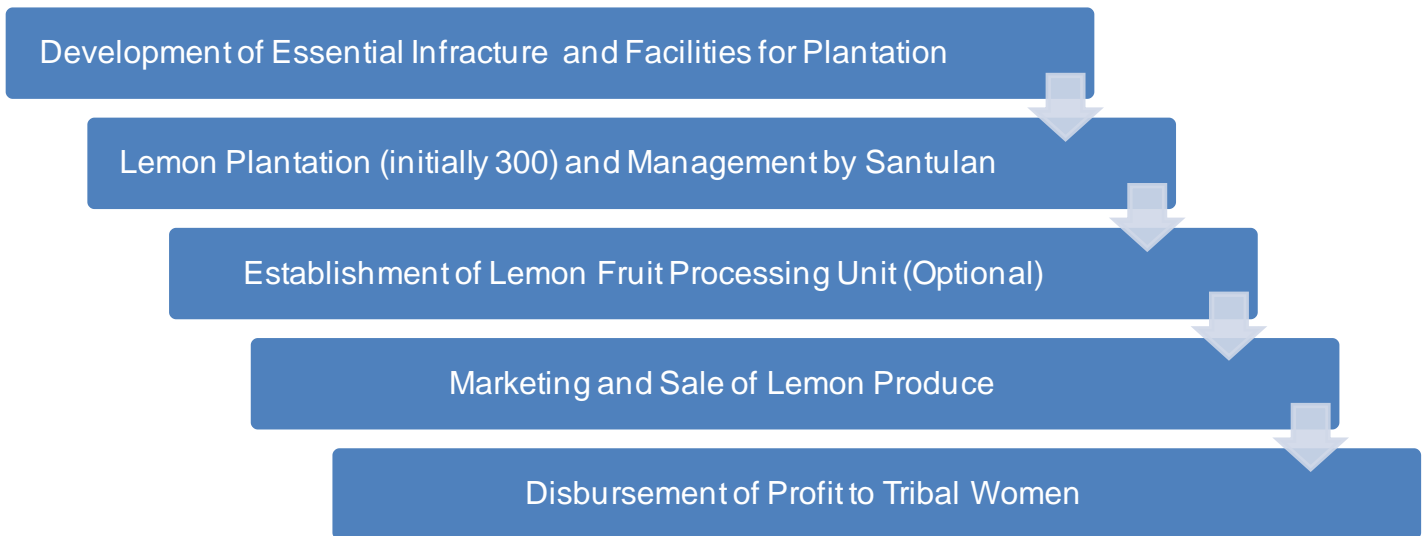 Development of Essential Infracture and Facilities for Plantation
Lemon Plantation (initially 300) and Management by Santulan
Establishment of Lemon Fruit Processing Unit (Optional)
Marketing and Sale of Lemon Produce
Disbursement of Profit to Tribal Women